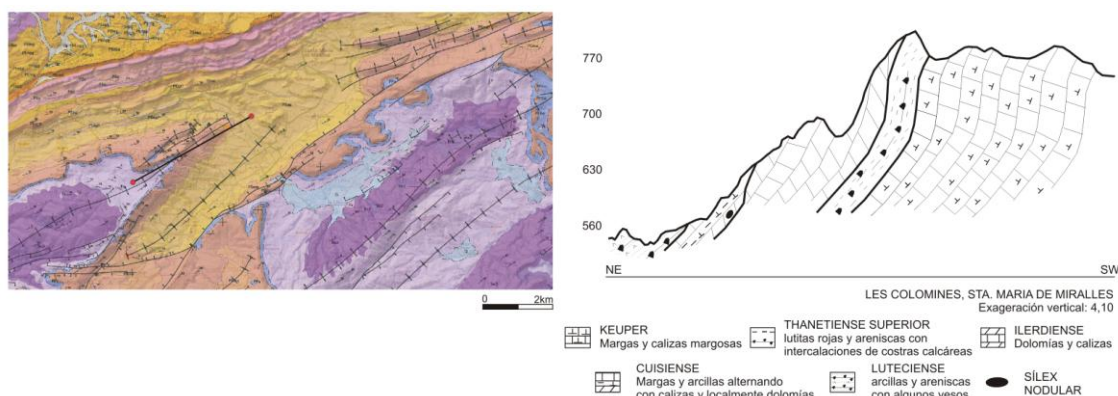 0 2km
770
700
630
560
NE SW
LES COLOMINES, STA. MARIA DE MIRALLES
Exageración vertical: 4,10
KEUPER
Margas y calizas margosas
THANETIENSE SUPERIOR
lutitas rojas y areniscas con
intercalaciones de costras calcáreas
ILERDIENSE
Dolomías y calizas
CUISIENSE
Margas y arcillas alternando
con calizas y localmente dolomías
LUTECIENSE
arcillas y areniscas
con algunos yesos
SÍLEX
NODULAR